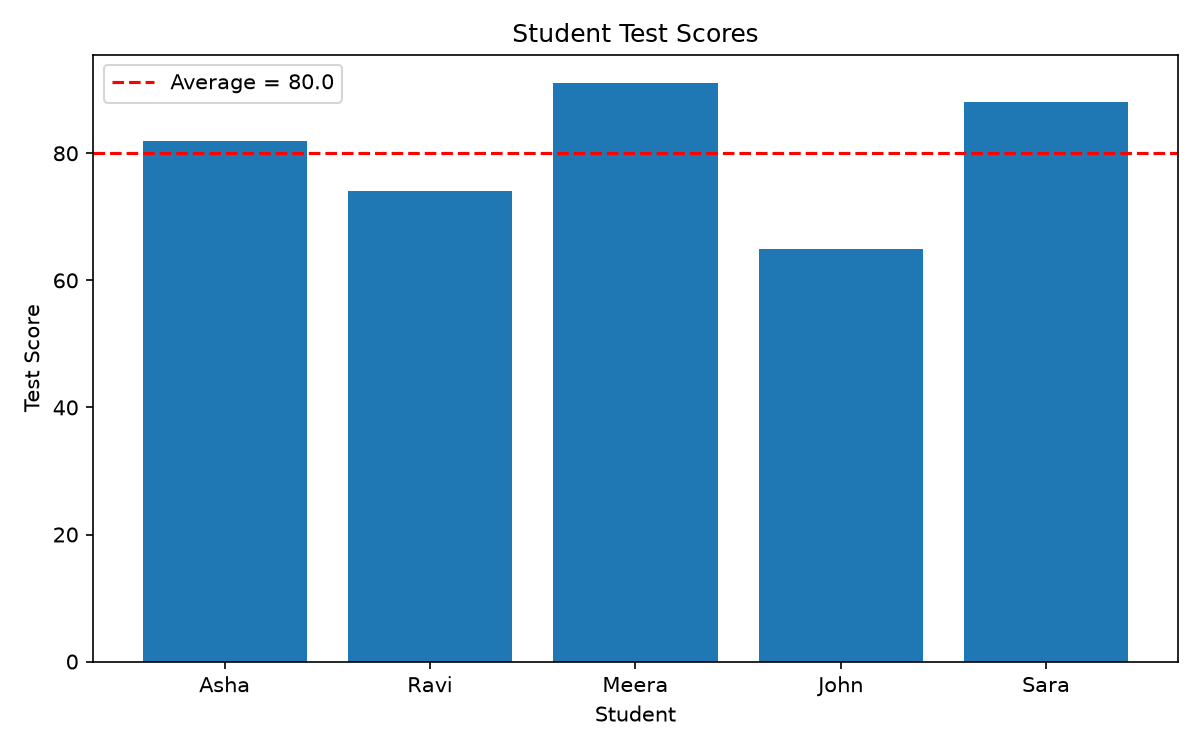 Student Test Scores
Average = 80.0
80
60
40
20
0
Test Score
Asha Ravi Meera John Sara
Student